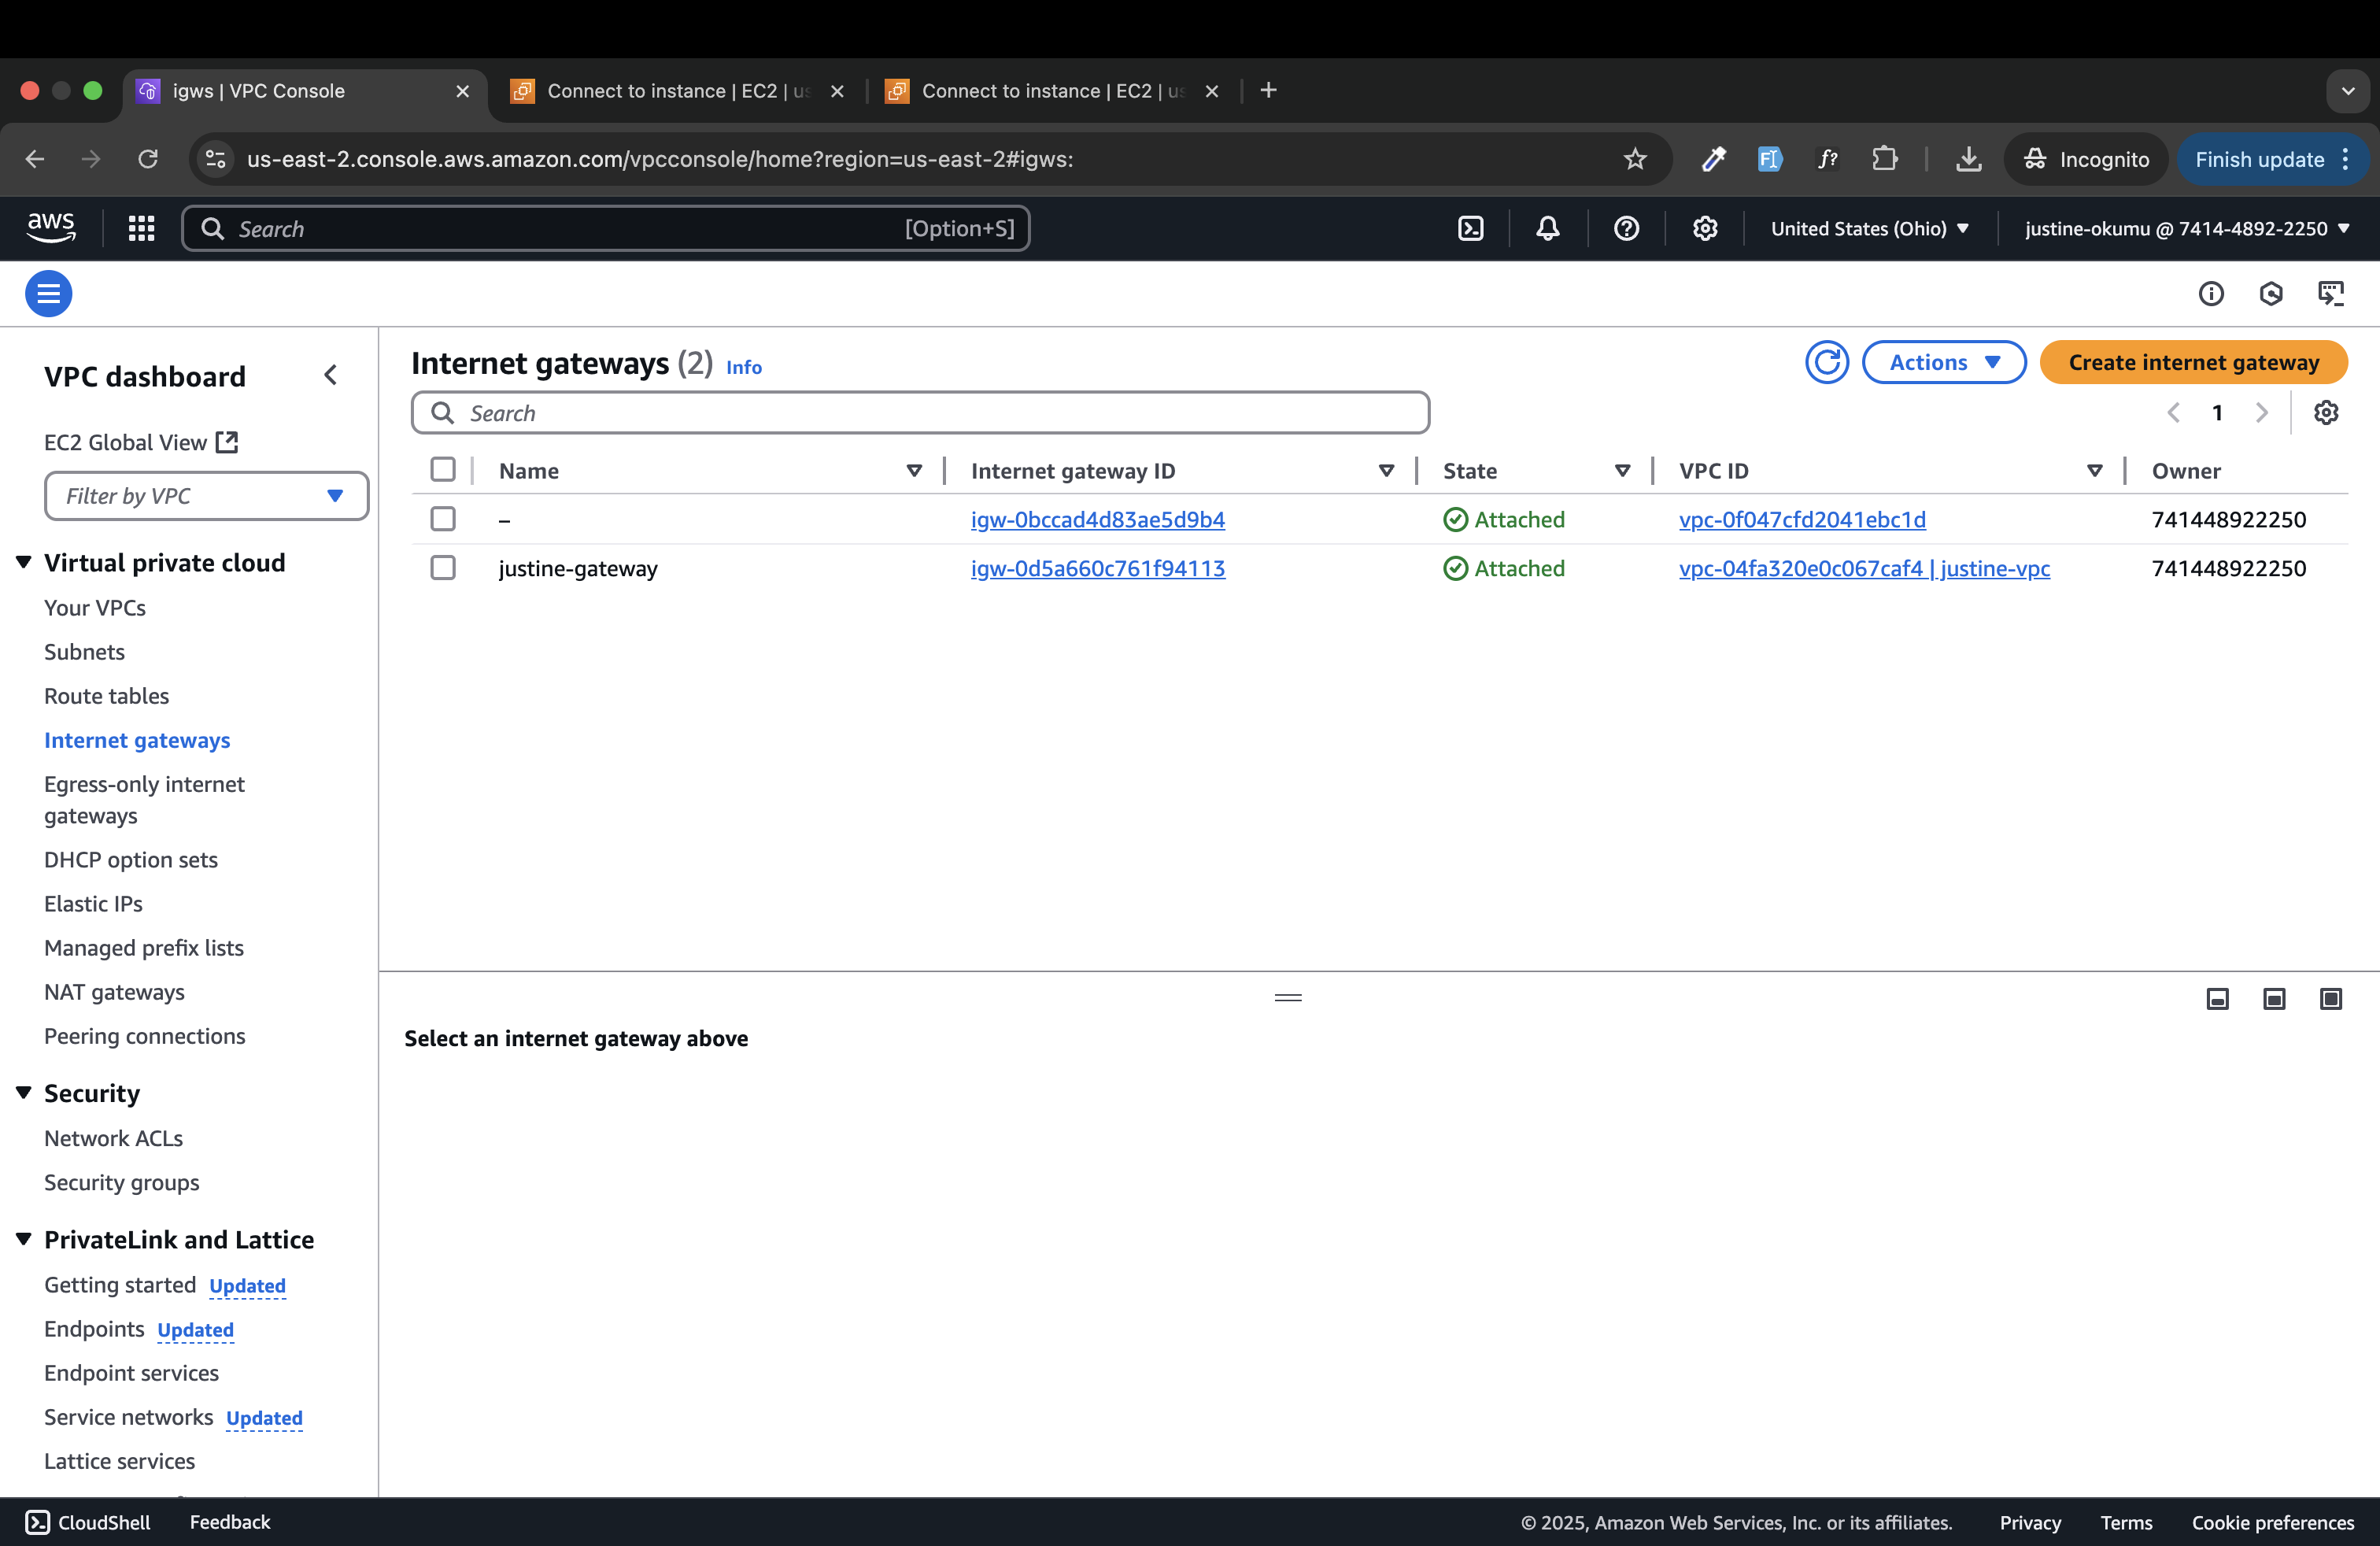 igws | VPC Console
Connect to instance | EC2 | us
Connect to instance | EC2 | us
us-east-2.console.aws.amazon.com/vpcconsole/home?region=us-east-2#igws:
f?
Incognito
Finish update
aws
Search
[Option+S]
United States (Ohio)
justine-okumu @ 7414-4892-2250
VPC dashboard
EC2 Global View
Filter by VPC
Virtual private cloud
Your VPCs
Subnets
Route tables
Internet gateways
Egress-only internet
gateways
DHCP option sets
Elastic IPs
Managed prefix lists
NAT gateways
Peering connections
Security
Network ACLs
Security groups
PrivateLink and Lattice
Getting started Updated
Endpoints Updated
Endpoint services
Service networks Updated
Lattice services
Internet gateways (2) Info
Actions
Create internet gateway
Search
1
Name Internet gateway ID State VPC ID Owner
– igw-0bccad4d83ae5d9b4 Attached vpc-0f047cfd2041ebc1d 741448922250
justine-gateway igw-0d5a660c761f94113 Attached vpc-04fa320e0c067caf4 | justine-vpc 741448922250
Select an internet gateway above
CloudShell Feedback © 2025, Amazon Web Services, Inc. or its affiliates. Privacy Terms Cookie preferences